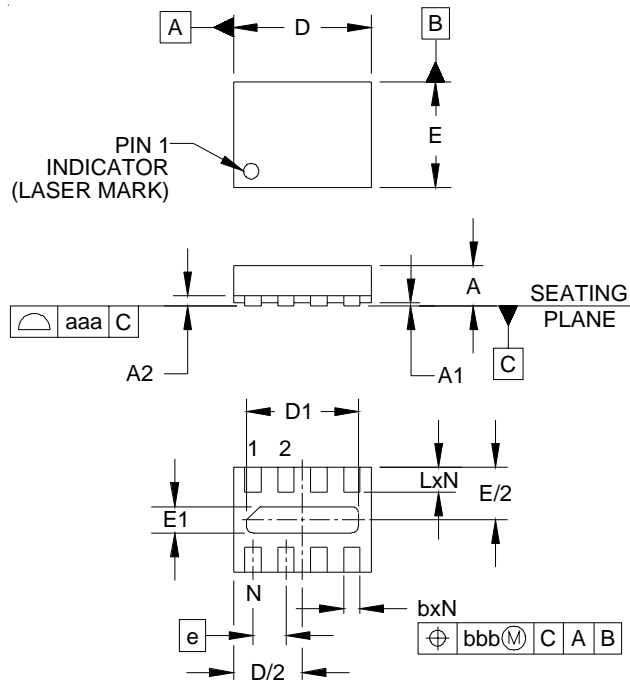 A
D
B
E
PIN 1
INDICATOR
(LASER MARK)
A
SEATING
PLANE
aaa C
C
A2
A1
D1
1 2
LxN
E/2
E1
N
bxN
e
bbb Ⓜ C A B
D/2